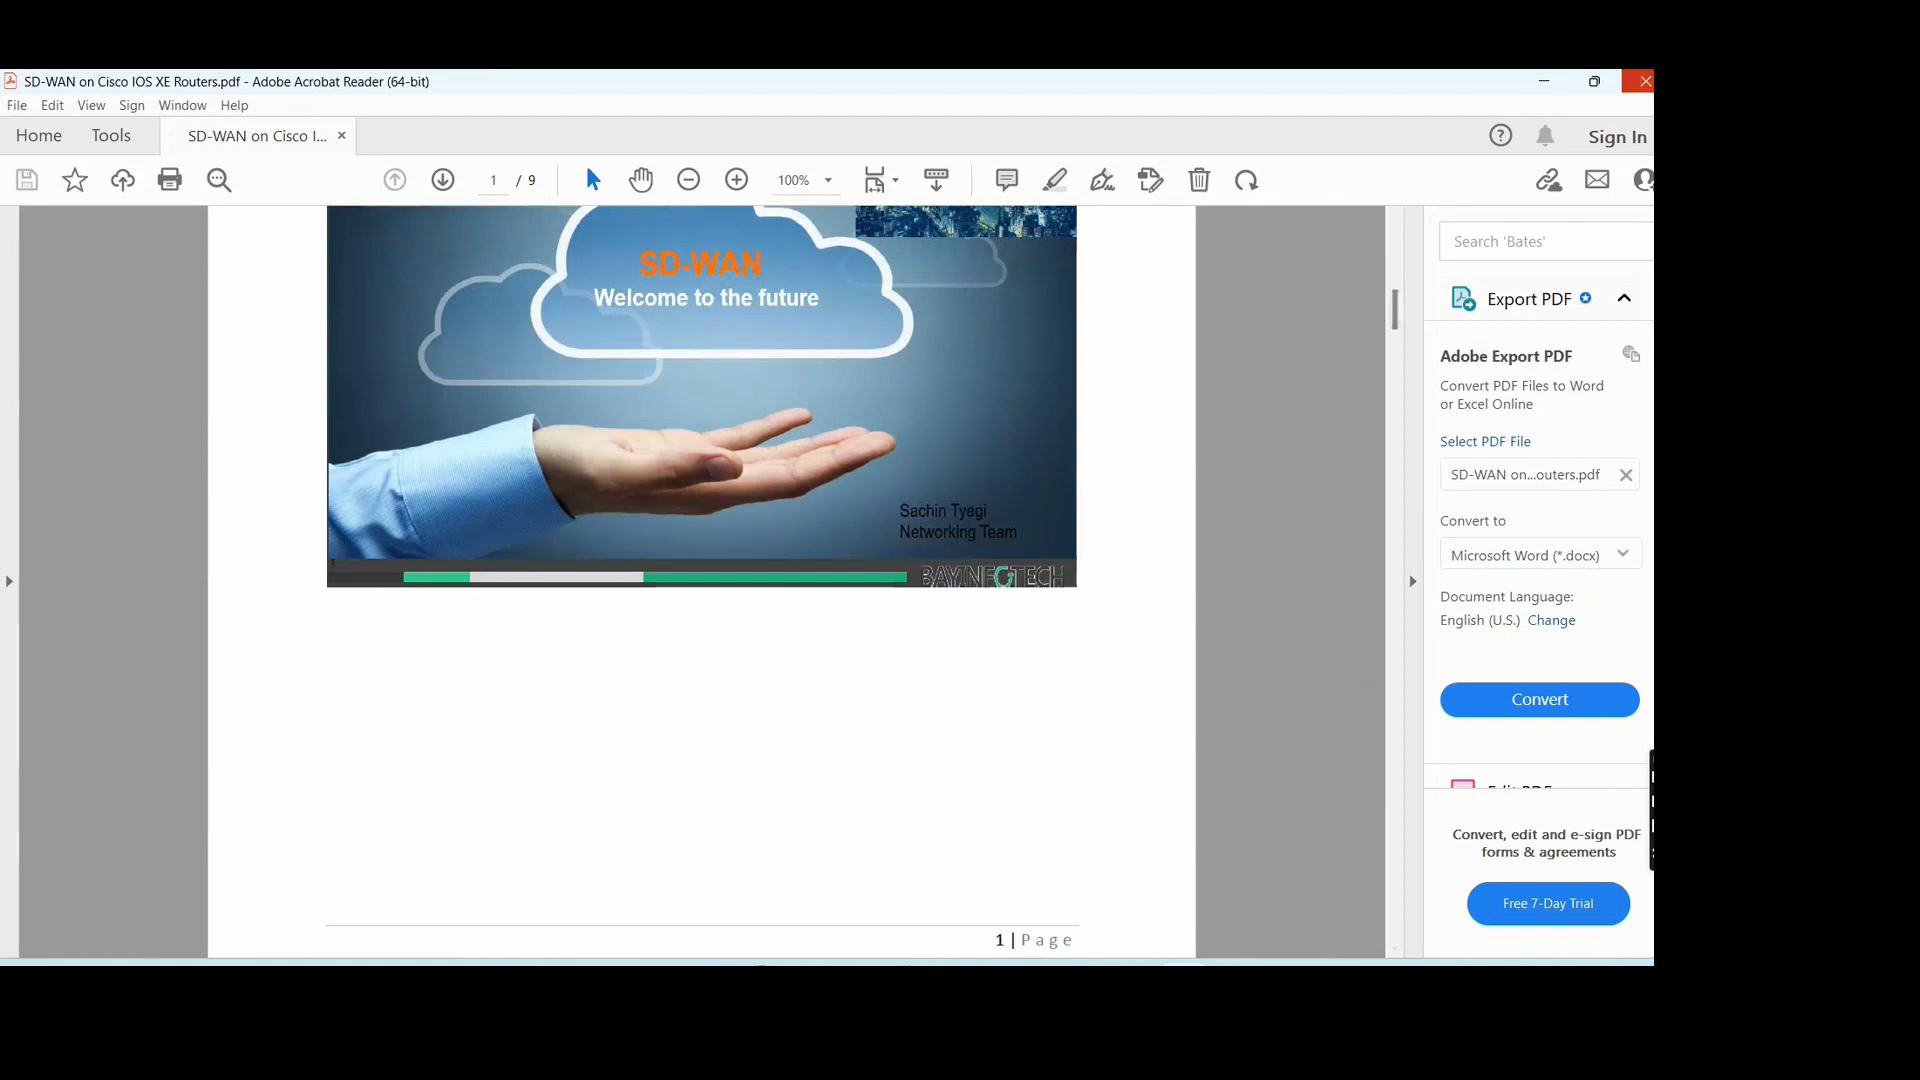 SD-WAN on Cisco IOS XE Routers.pdf - Adobe Acrobat Reader (64-bit)
File Edit View Sign Window Help
Home Tools SD-WAN on Cisco I... Sign In
1 / 9 100%
Search 'Bates'
SD-WAN
Welcome to the future
Sachin Tyagi
Networking Team
BAYINFOTECH
1 | Page
Export PDF
Adobe Export PDF
Convert PDF Files to Word
or Excel Online
Select PDF File
SD-WAN on...outers.pdf
Convert to
Microsoft Word (*.docx)
Document Language:
English (U.S.) Change
Convert
Edit PDF
Convert, edit and e-sign PDF
forms & agreements
Free 7-Day Trial